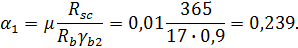 α₁ = μ R_sc / (R_b γ_b2) = 0,01 365 / (17 · 0,9) = 0,239.